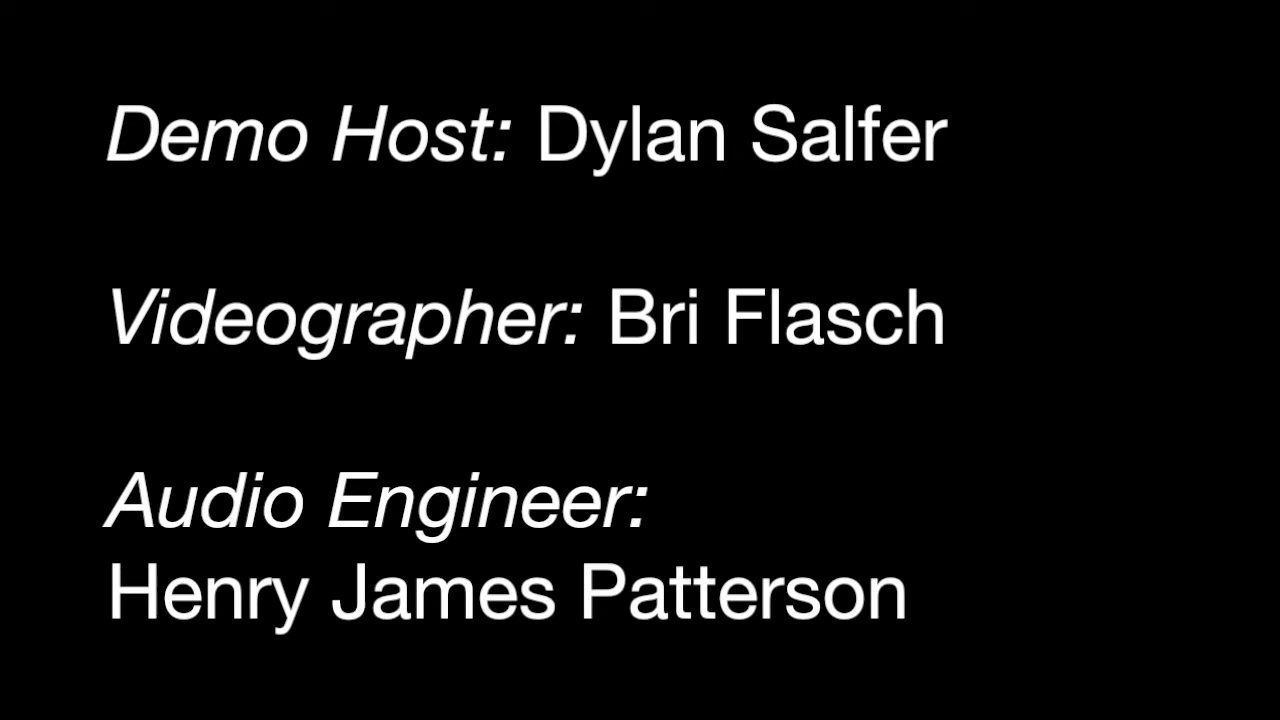 Demo Host: Dylan Salfer
Videographer: Bri Flasch
Audio Engineer:
Henry James Patterson